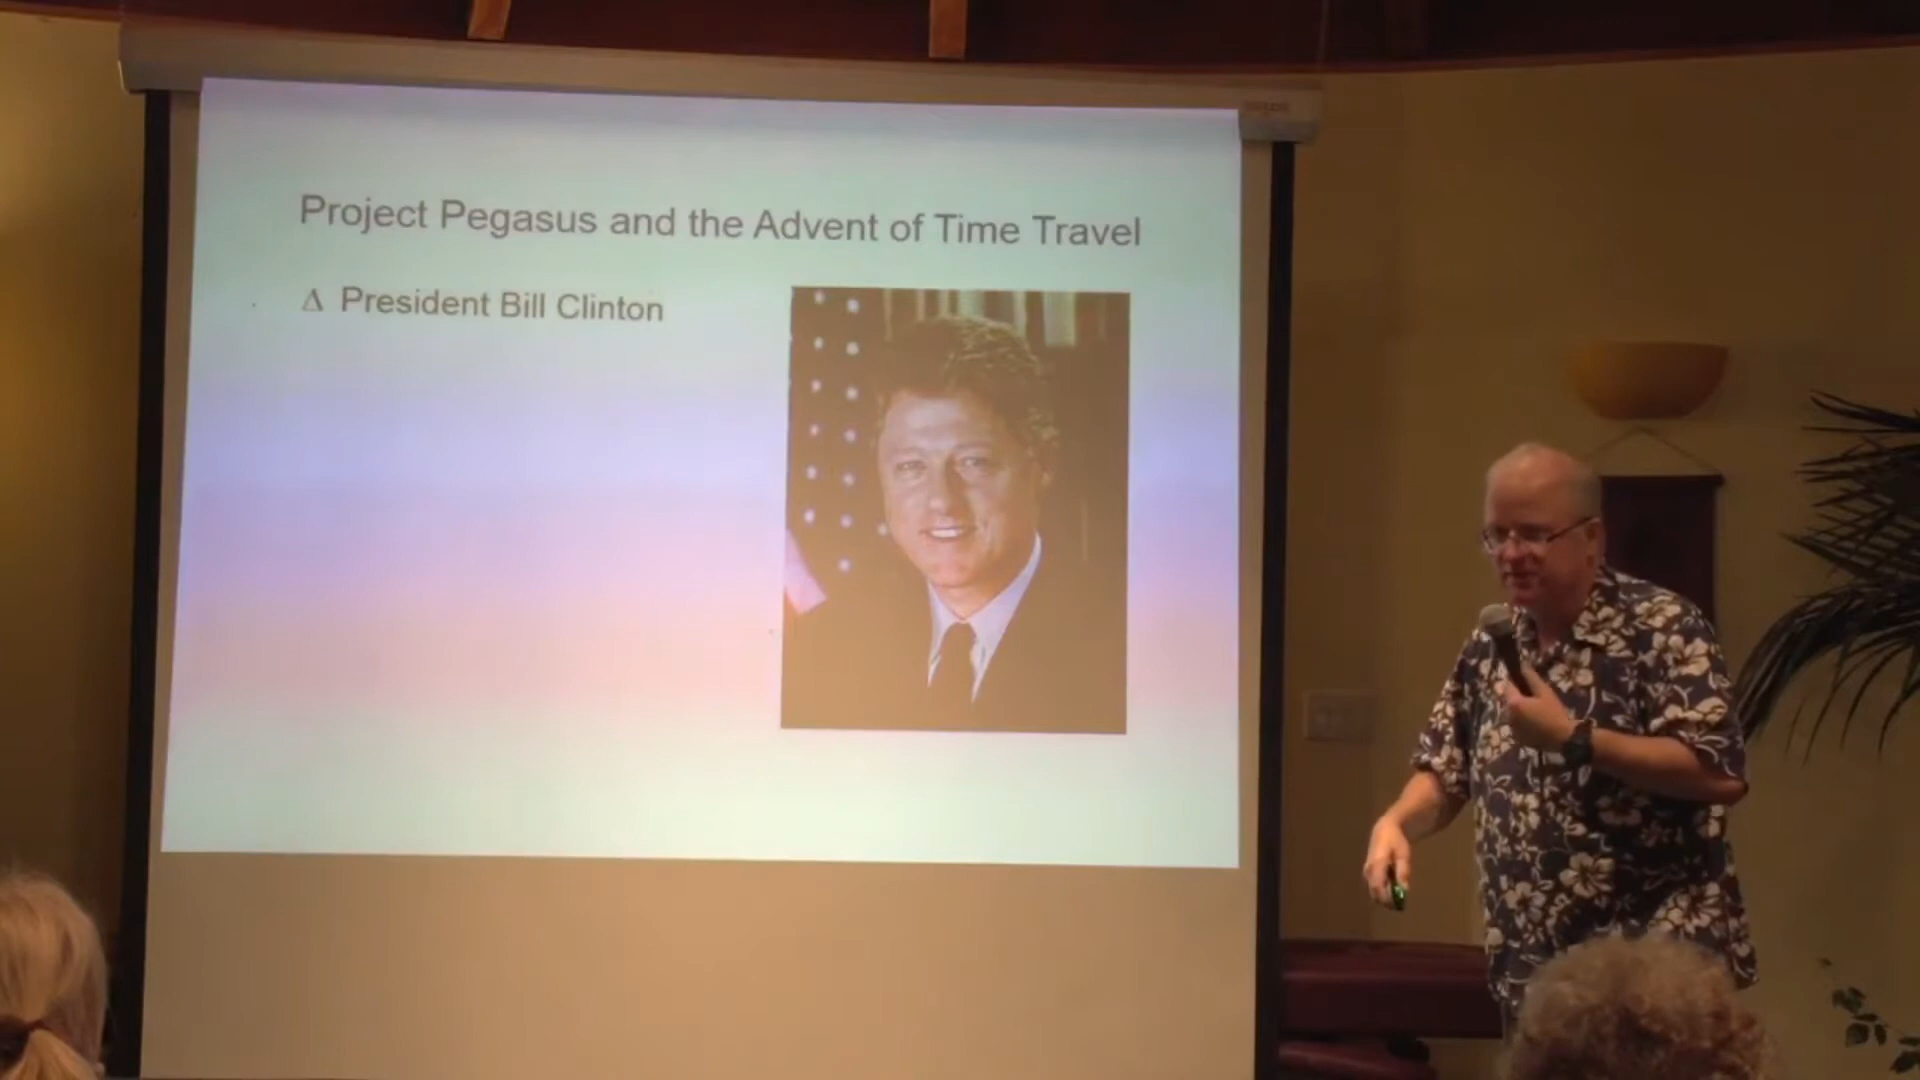 Project Pegasus and the Advent of Time Travel
Δ President Bill Clinton